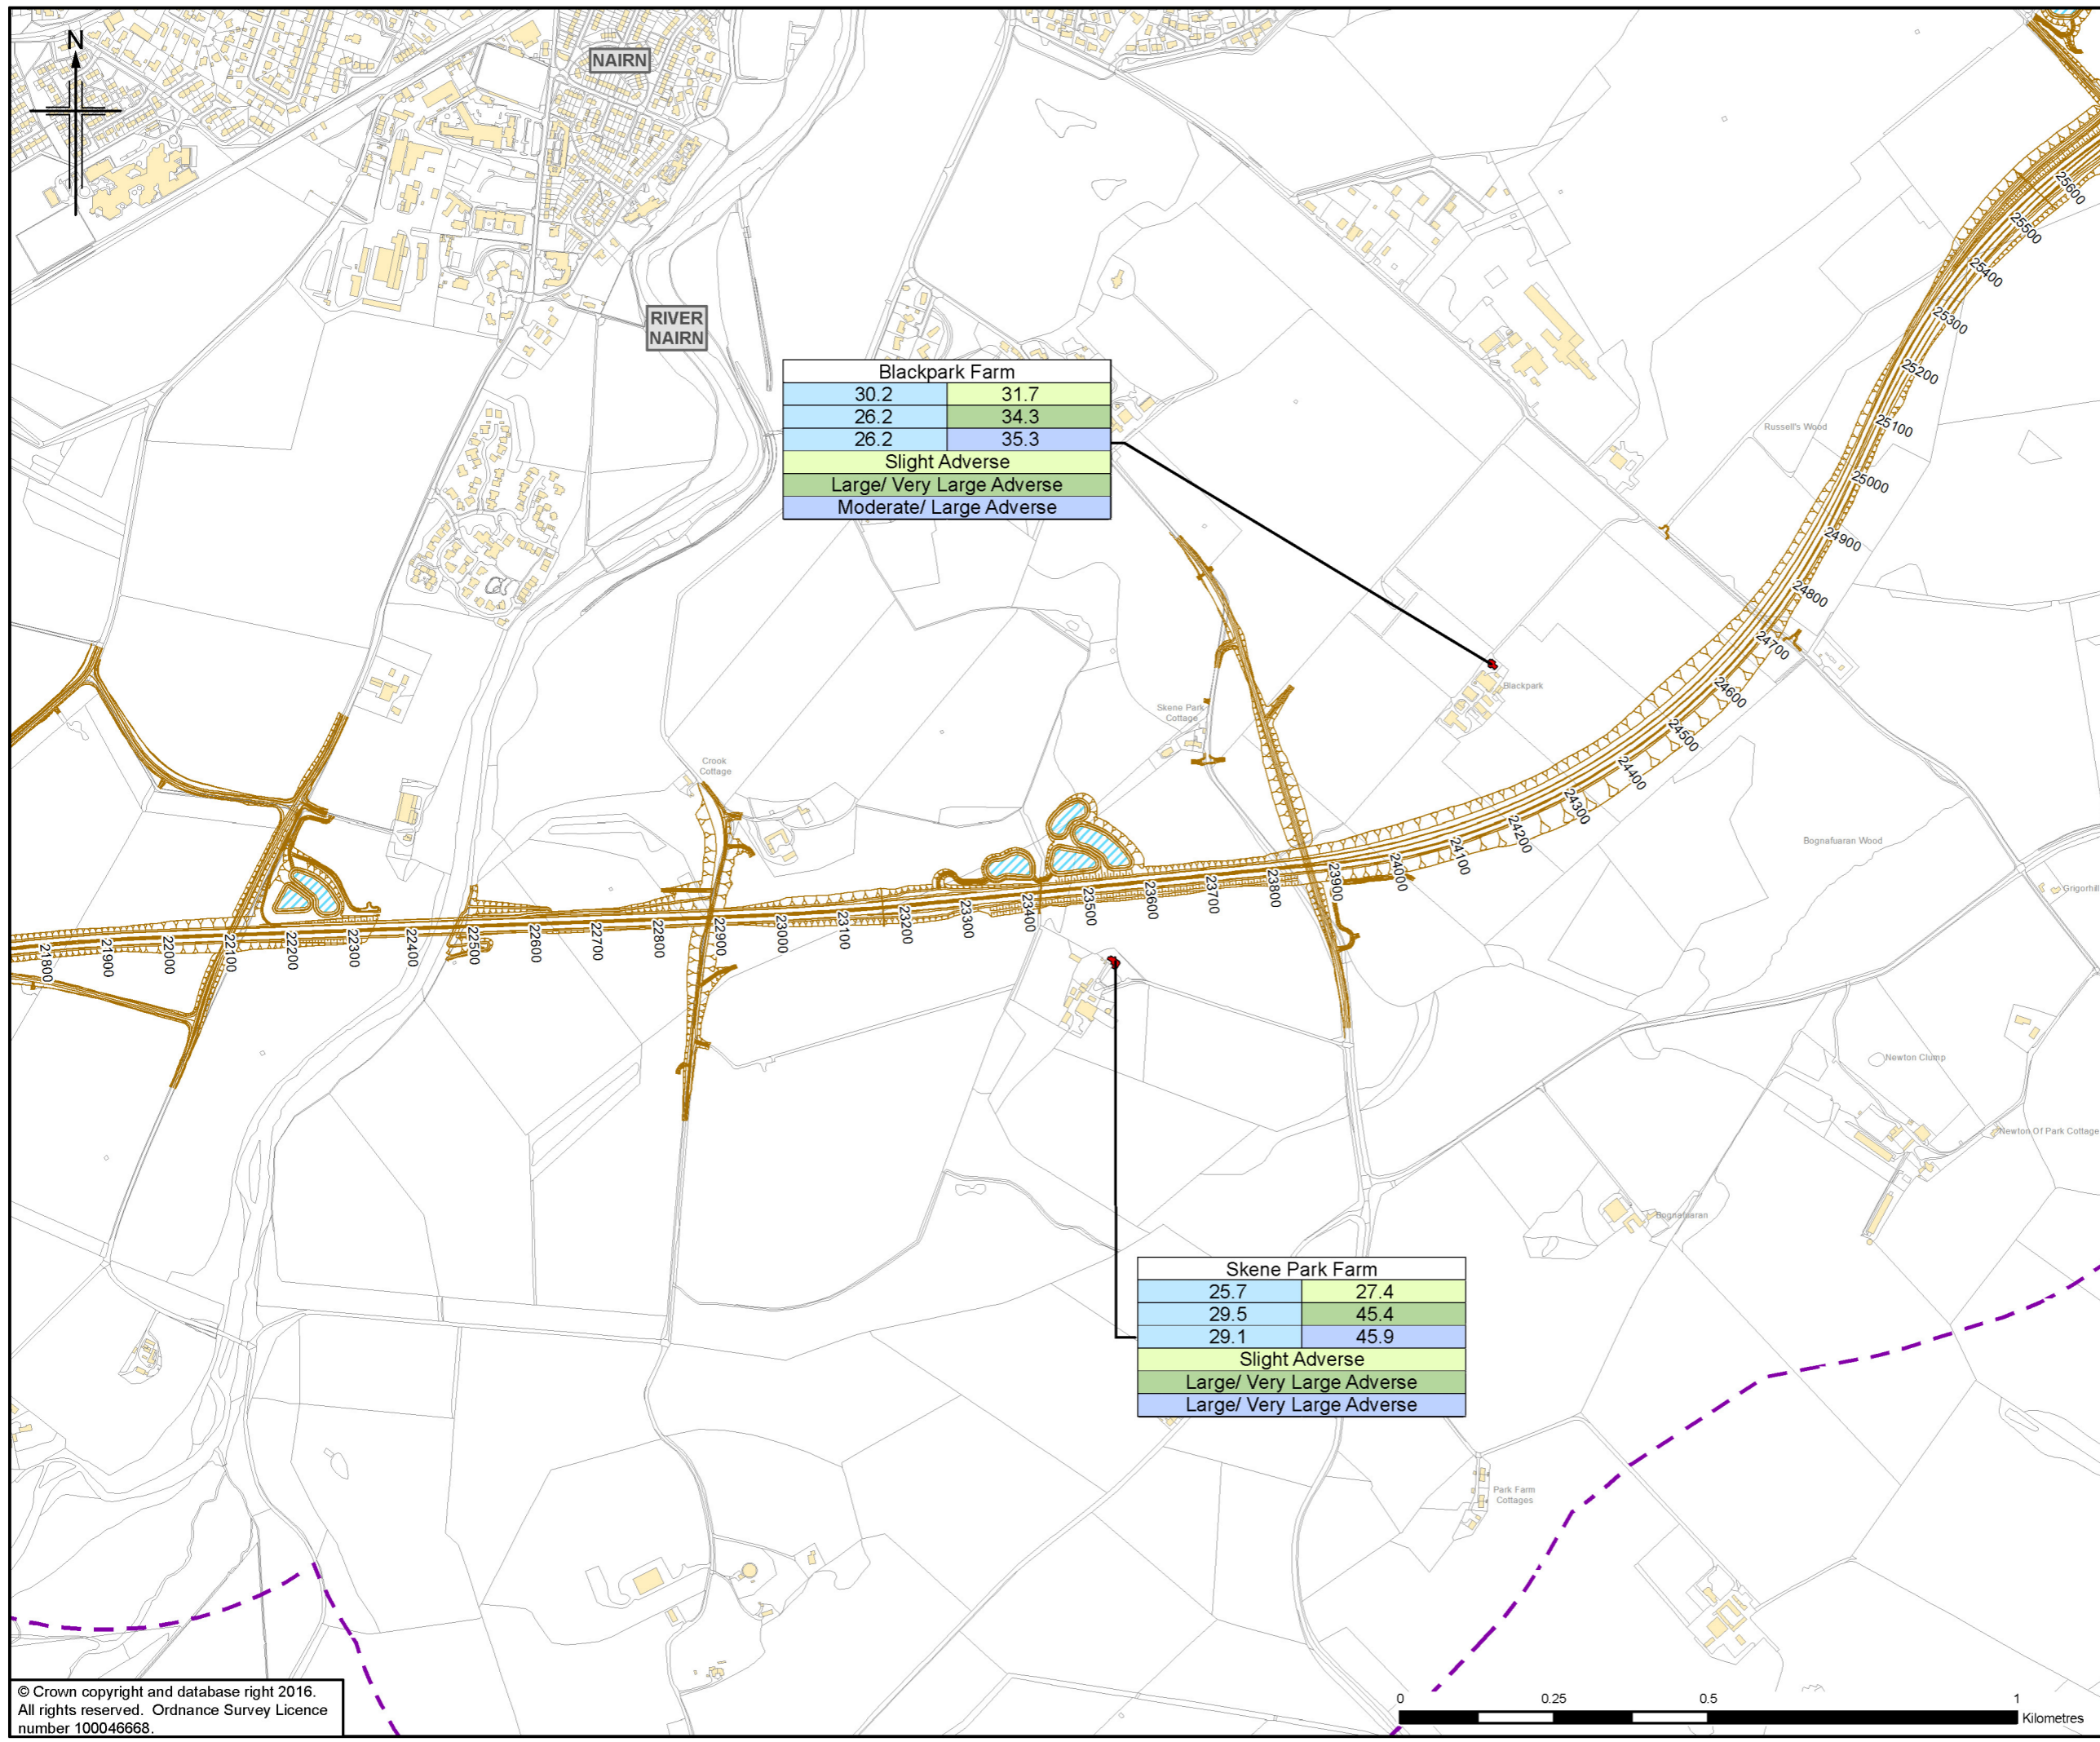 N
NAIRN
RIVER
NAIRN
Blackpark Farm
30.2 31.7
26.2 34.3
26.2 35.3
Slight Adverse
Large/ Very Large Adverse
Moderate/ Large Adverse
Russell's Wood
25600
25500
25400
25300
25200
25100
25000
24900
24800
24700
24600
24500
24400
24300
24200
24100
24000
23900
23800
23700
23600
23500
23400
23300
23200
23100
23000
22900
22800
22700
22600
22500
22400
22300
22200
22100
22000
21900
21800
Blackpark
Skene Park
Cottage
Crook
Cottage
Bognafuaran Wood
Grigorhill
Newton Clump
Newton Of Park Cottage
Bognafuaran
Skene Park Farm
25.7 27.4
29.5 45.4
29.1 45.9
Slight Adverse
Large/ Very Large Adverse
Large/ Very Large Adverse
Park Farm
Cottages
© Crown copyright and database right 2016.
All rights reserved. Ordnance Survey Licence
number 100046668.
0 0.25 0.5 1
Kilometres